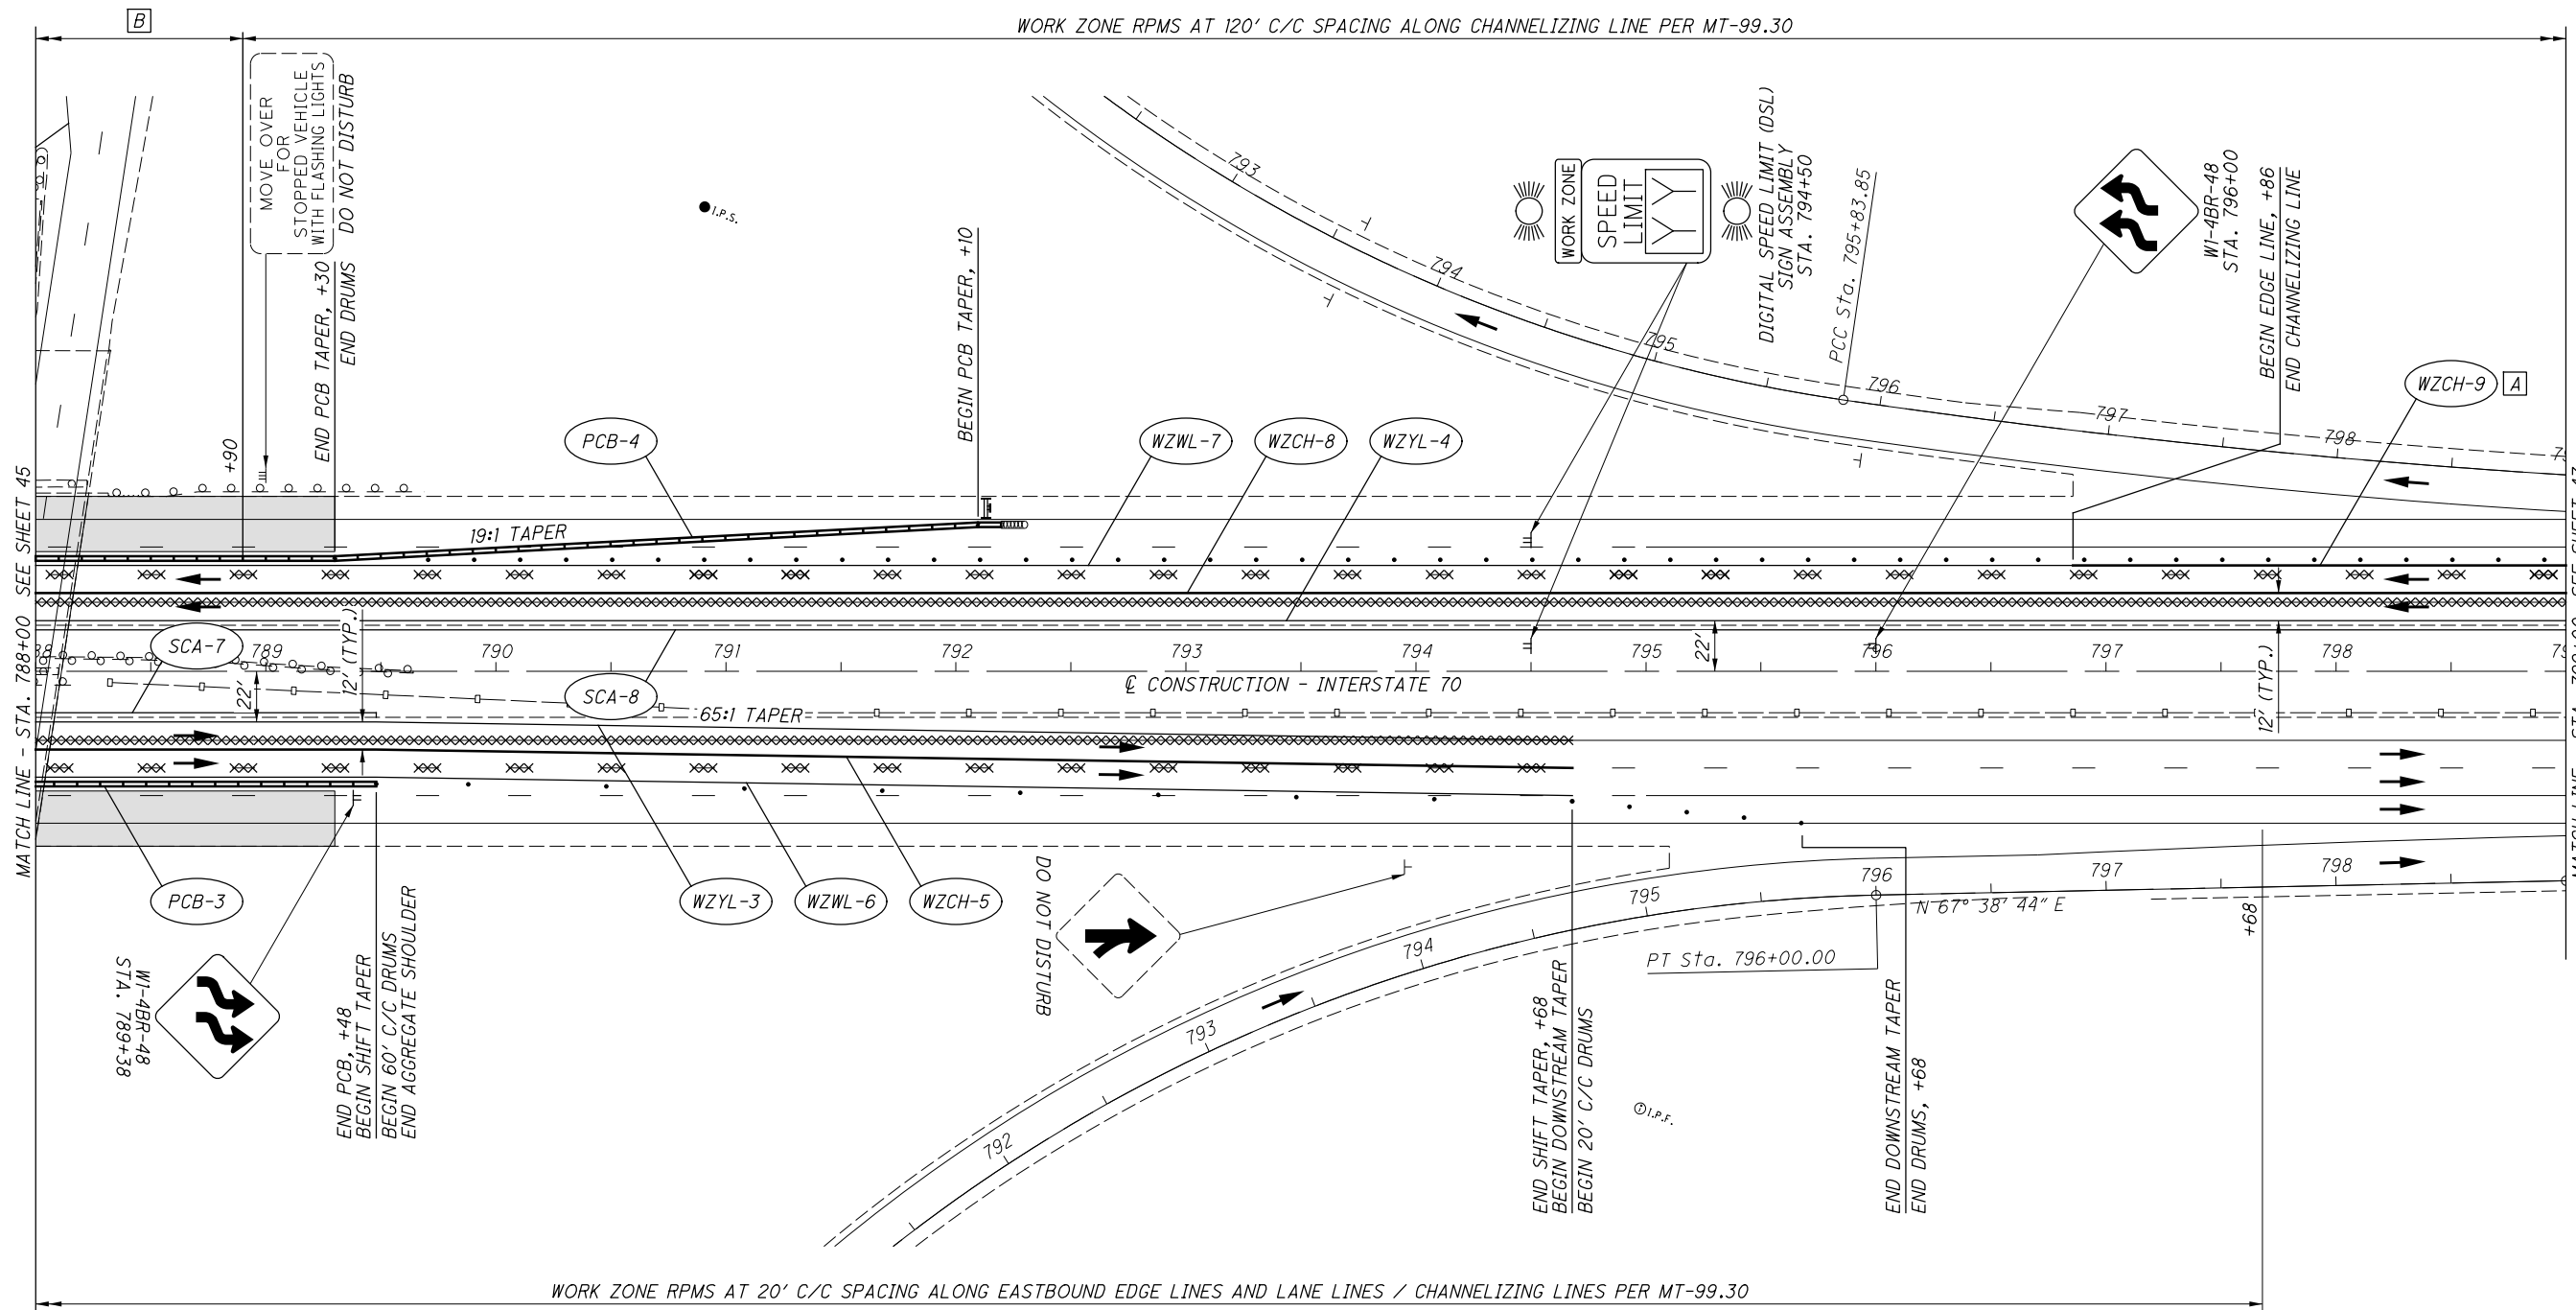 B
WORK ZONE RPMS AT 120' C/C SPACING ALONG CHANNELIZING LINE PER MT-99.30
MOVE OVER
FOR
STOPPED VEHICLE
WITH FLASHING LIGHTS
DO NOT DISTURB
+90
END PCB TAPER, +30
END DRUMS
I.P.S.
BEGIN PCB TAPER, +10
793
794
795
796
797
798
WORK ZONE
SPEED
LIMIT
YY
DIGITAL SPEED LIMIT (DSL)
SIGN ASSEMBLY
STA. 794+50
PCC Sta. 795+83.85
W1-4BR-48
STA. 796+00
BEGIN EDGE LINE, +86
END CHANNELIZING LINE
WZCH-9
A
PCB-4
WZWL-7
WZCH-8
WZYL-4
19:1 TAPER
MATCH LINE - STA. 788+00 SEE SHEET 45
SCA-7
789
12' (TYP.)
790
791
792
793
794
795
22'
796
797
798
22'
SCA-8
℄ CONSTRUCTION - INTERSTATE 70
65:1 TAPER
12' (TYP.)
PCB-3
WZYL-3
WZWL-6
WZCH-5
W1-4BR-48
STA. 789+38
END PCB, +48
BEGIN SHIFT TAPER
BEGIN 60' C/C DRUMS
END AGGREGATE SHOULDER
DO NOT DISTURB
792
793
794
795
796
797
798
N 67° 38' 44" E
PT Sta. 796+00.00
+68
END SHIFT TAPER, +68
BEGIN DOWNSTREAM TAPER
BEGIN 20' C/C DRUMS
I.P.F.
END DOWNSTREAM TAPER
END DRUMS, +68
WORK ZONE RPMS AT 20' C/C SPACING ALONG EASTBOUND EDGE LINES AND LANE LINES / CHANNELIZING LINES PER MT-99.30